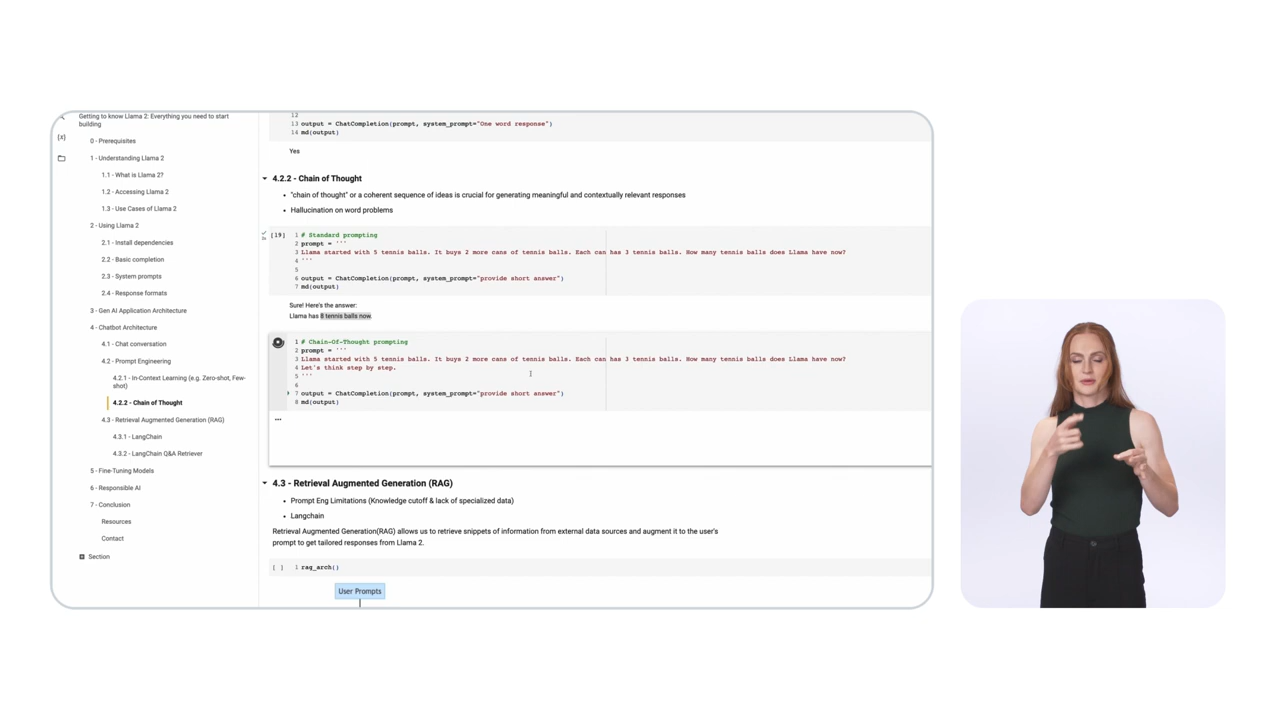 Getting to know Llama 2: Everything you need to start
building
0 - Prerequisites
1 - Understanding Llama 2
1.1 - What is Llama 2?
1.2 - Accessing Llama 2
1.3 - Use Cases of Llama 2
2 - Using Llama 2
2.1 - Install dependencies
2.2 - Basic completion
2.3 - System prompts
2.4 - Response formats
3 - Gen AI Application Architecture
4 - Chatbot Architecture
4.1 - Chat conversation
4.2 - Prompt Engineering
4.2.1 - In-Context Learning (e.g. Zero-shot, Few-
shot)
4.2.2 - Chain of Thought
4.3 - Retrieval Augmented Generation (RAG)
4.3.1 - LangChain
4.3.2 - LangChain Q&A Retriever
5 - Fine-Tuning Models
6 - Responsible AI
7 - Conclusion
Resources
Contact
Section
12
13 output = ChatCompletion(prompt, system_prompt="One word response")
14 md(output)
Yes
4.2.2 - Chain of Thought
• "chain of thought" or a coherent sequence of ideas is crucial for generating meaningful and contextually relevant responses
• Hallucination on word problems
[19] 1 # Standard prompting
2 prompt = '''
3 Llama started with 5 tennis balls. It buys 2 more cans of tennis balls. Each can has 3 tennis balls. How many tennis balls does Llama have now?
4 '''
5
6 output = ChatCompletion(prompt, system_prompt="provide short answer")
7 md(output)
Sure! Here's the answer:
Llama has 8 tennis balls now.
1 # Chain-Of-Thought prompting
2 prompt = '''
3 Llama started with 5 tennis balls. It buys 2 more cans of tennis balls. Each can has 3 tennis balls. How many tennis balls does Llama have now?
4 Let's think step by step.
5 '''
6
7 output = ChatCompletion(prompt, system_prompt="provide short answer")
8 md(output)
...
4.3 - Retrieval Augmented Generation (RAG)
• Prompt Eng Limitations (Knowledge cutoff & lack of specialized data)
• Langchain
Retrieval Augmented Generation(RAG) allows us to retrieve snippets of information from external data sources and augment it to the user's
prompt to get tailored responses from Llama 2.
[ ] 1 rag_arch()
User Prompts